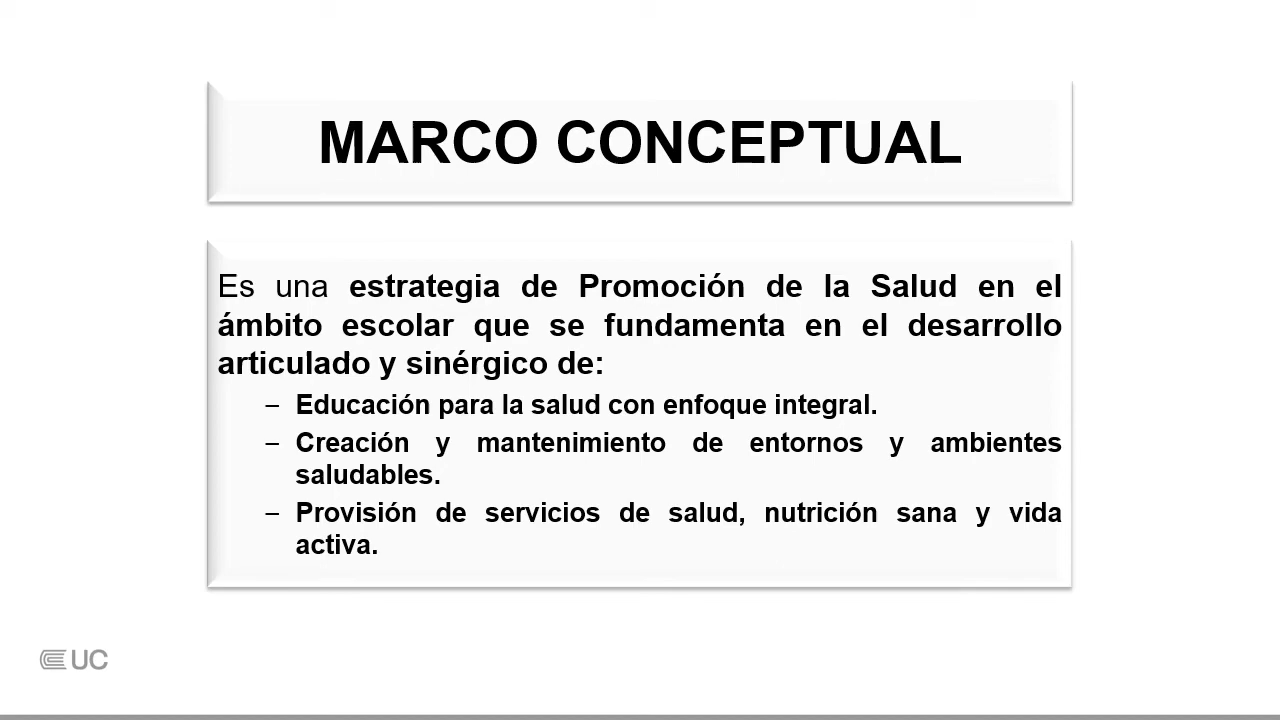 MARCO CONCEPTUAL
Es una estrategia de Promoción de la Salud en el
ámbito escolar que se fundamenta en el desarrollo
articulado y sinérgico de:
– Educación para la salud con enfoque integral.
– Creación y mantenimiento de entornos y ambientes
saludables.
– Provisión de servicios de salud, nutrición sana y vida
activa.
UC